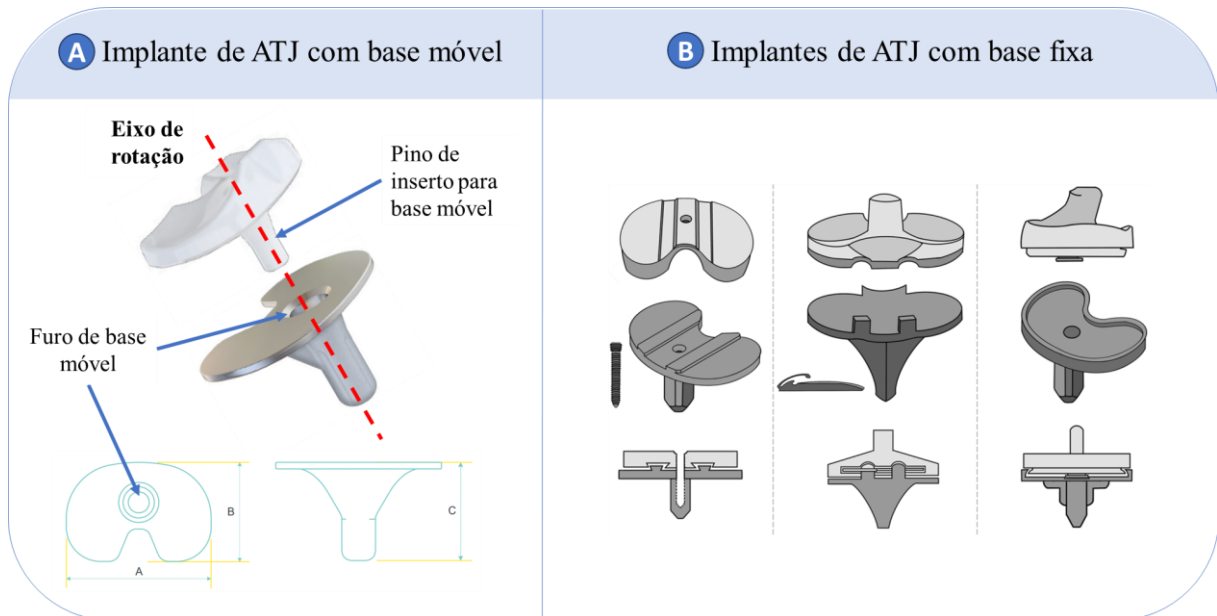 A Implante de ATJ com base móvel
Eixo de
rotação
Pino de
inserto para
base móvel
Furo de base
móvel
B
A
C
B Implantes de ATJ com base fixa